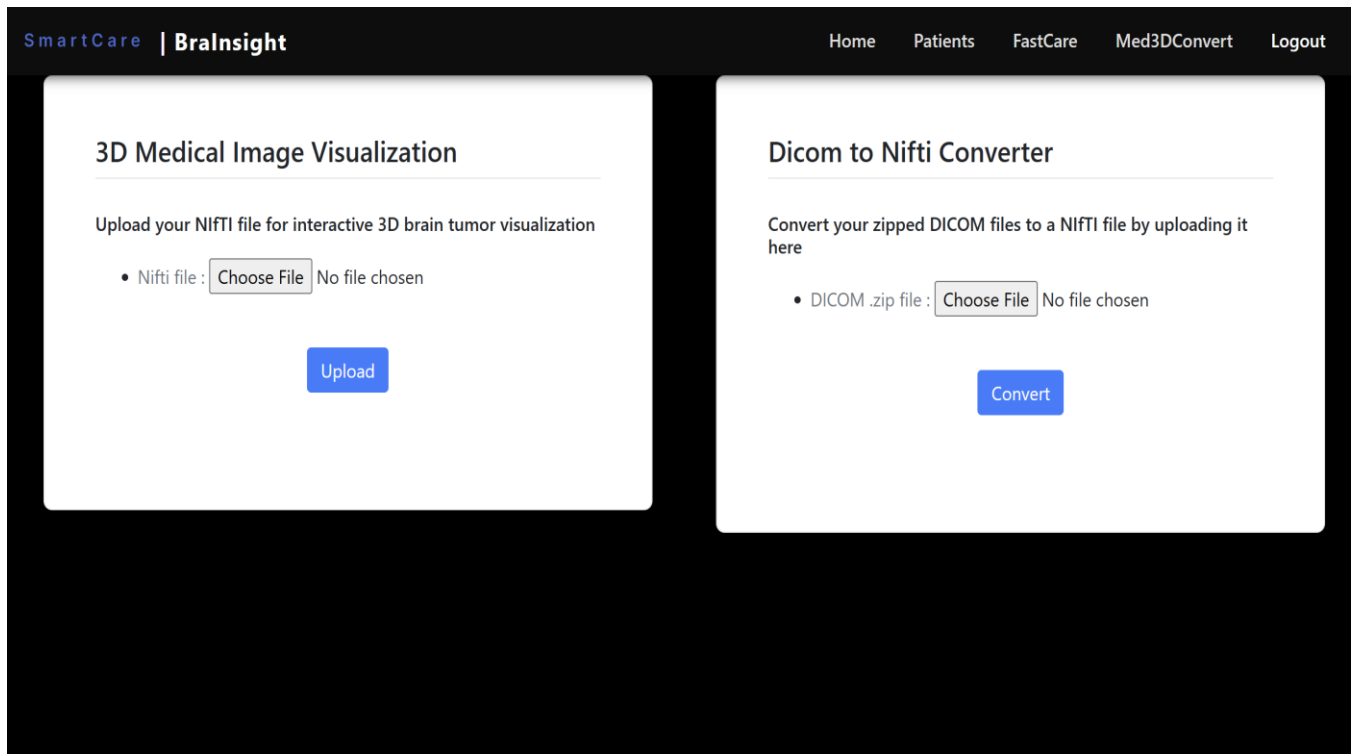 SmartCare | BraInsight Home Patients FastCare Med3DConvert Logout
3D Medical Image Visualization
Upload your NIfTI file for interactive 3D brain tumor visualization
• Nifti file : Choose File No file chosen
Upload
Dicom to Nifti Converter
Convert your zipped DICOM files to a NIfTI file by uploading it
here
• DICOM .zip file : Choose File No file chosen
Convert